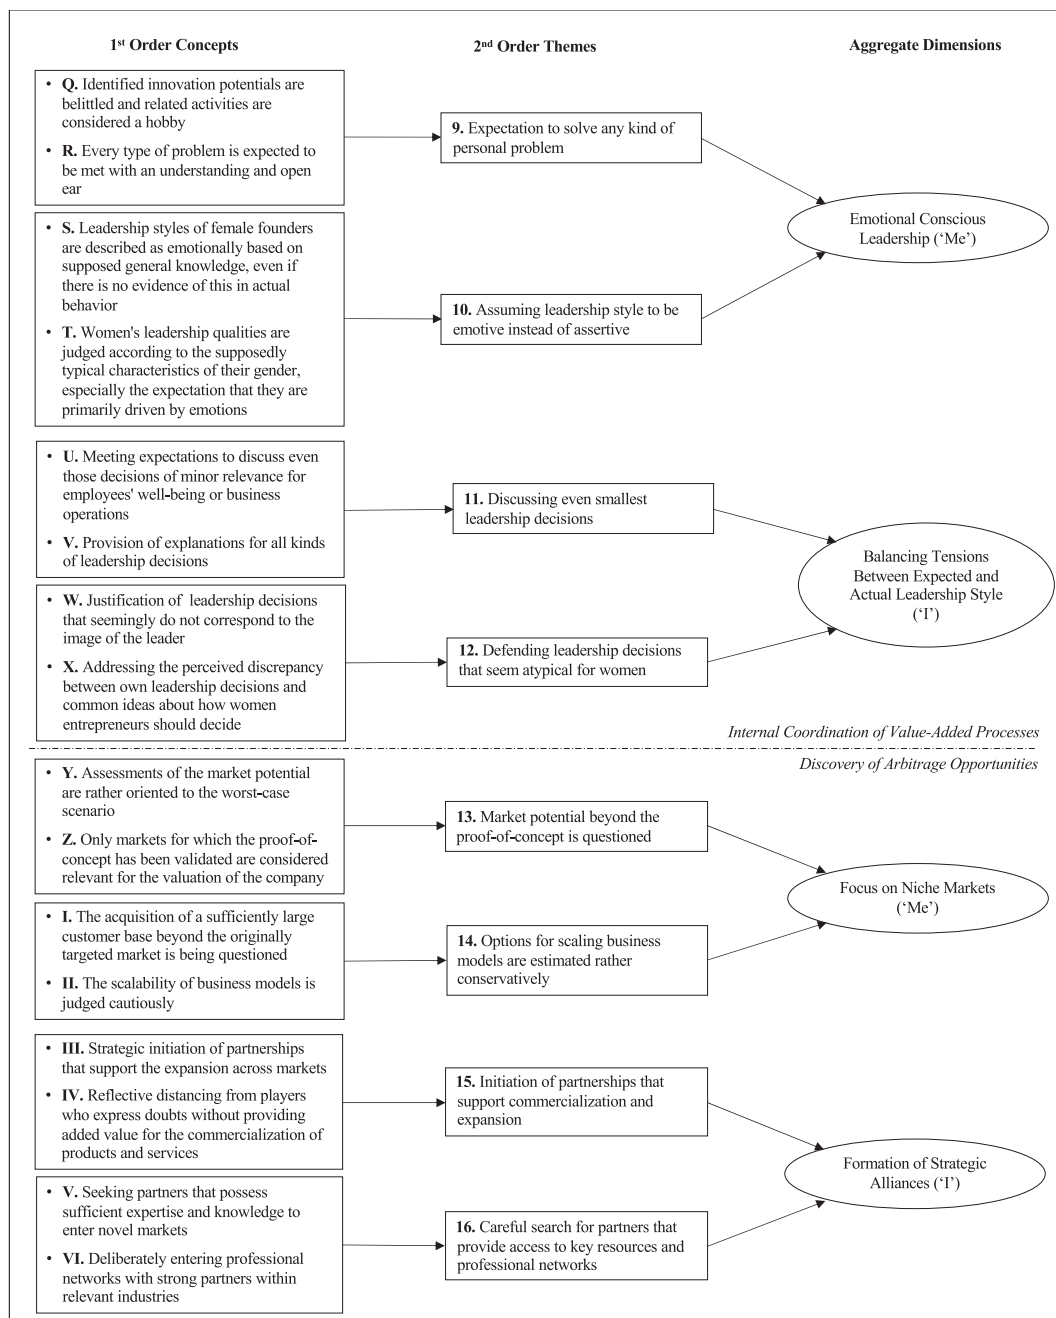 1st Order Concepts
2nd Order Themes
Aggregate Dimensions
• Q. Identified innovation potentials are
belittled and related activities are
considered a hobby
• R. Every type of problem is expected to
be met with an understanding and open
ear
9. Expectation to solve any kind of
personal problem
• S. Leadership styles of female founders
are described as emotionally based on
supposed general knowledge, even if
there is no evidence of this in actual
behavior
• T. Women's leadership qualities are
judged according to the supposedly
typical characteristics of their gender,
especially the expectation that they are
primarily driven by emotions
10. Assuming leadership style to be
emotive instead of assertive
Emotional Conscious
Leadership (‘Me’)
• U. Meeting expectations to discuss even
those decisions of minor relevance for
employees' well-being or business
operations
• V. Provision of explanations for all kinds
of leadership decisions
11. Discussing even smallest
leadership decisions
• W. Justification of leadership decisions
that seemingly do not correspond to the
image of the leader
• X. Addressing the perceived discrepancy
between own leadership decisions and
common ideas about how women
entrepreneurs should decide
12. Defending leadership decisions
that seem atypical for women
Balancing Tensions
Between Expected and
Actual Leadership Style
(‘I’)
Internal Coordination of Value-Added Processes
Discovery of Arbitrage Opportunities
• Y. Assessments of the market potential
are rather oriented to the worst-case
scenario
• Z. Only markets for which the proof-of-
concept has been validated are considered
relevant for the valuation of the company
13. Market potential beyond the
proof-of-concept is questioned
• I. The acquisition of a sufficiently large
customer base beyond the originally
targeted market is being questioned
• II. The scalability of business models is
judged cautiously
14. Options for scaling business
models are estimated rather
conservatively
Focus on Niche Markets
(‘Me’)
• III. Strategic initiation of partnerships
that support the expansion across markets
• IV. Reflective distancing from players
who express doubts without providing
added value for the commercialization of
products and services
15. Initiation of partnerships that
support commercialization and
expansion
• V. Seeking partners that possess
sufficient expertise and knowledge to
enter novel markets
• VI. Deliberately entering professional
networks with strong partners within
relevant industries
16. Careful search for partners that
provide access to key resources and
professional networks
Formation of Strategic
Alliances (‘I’)